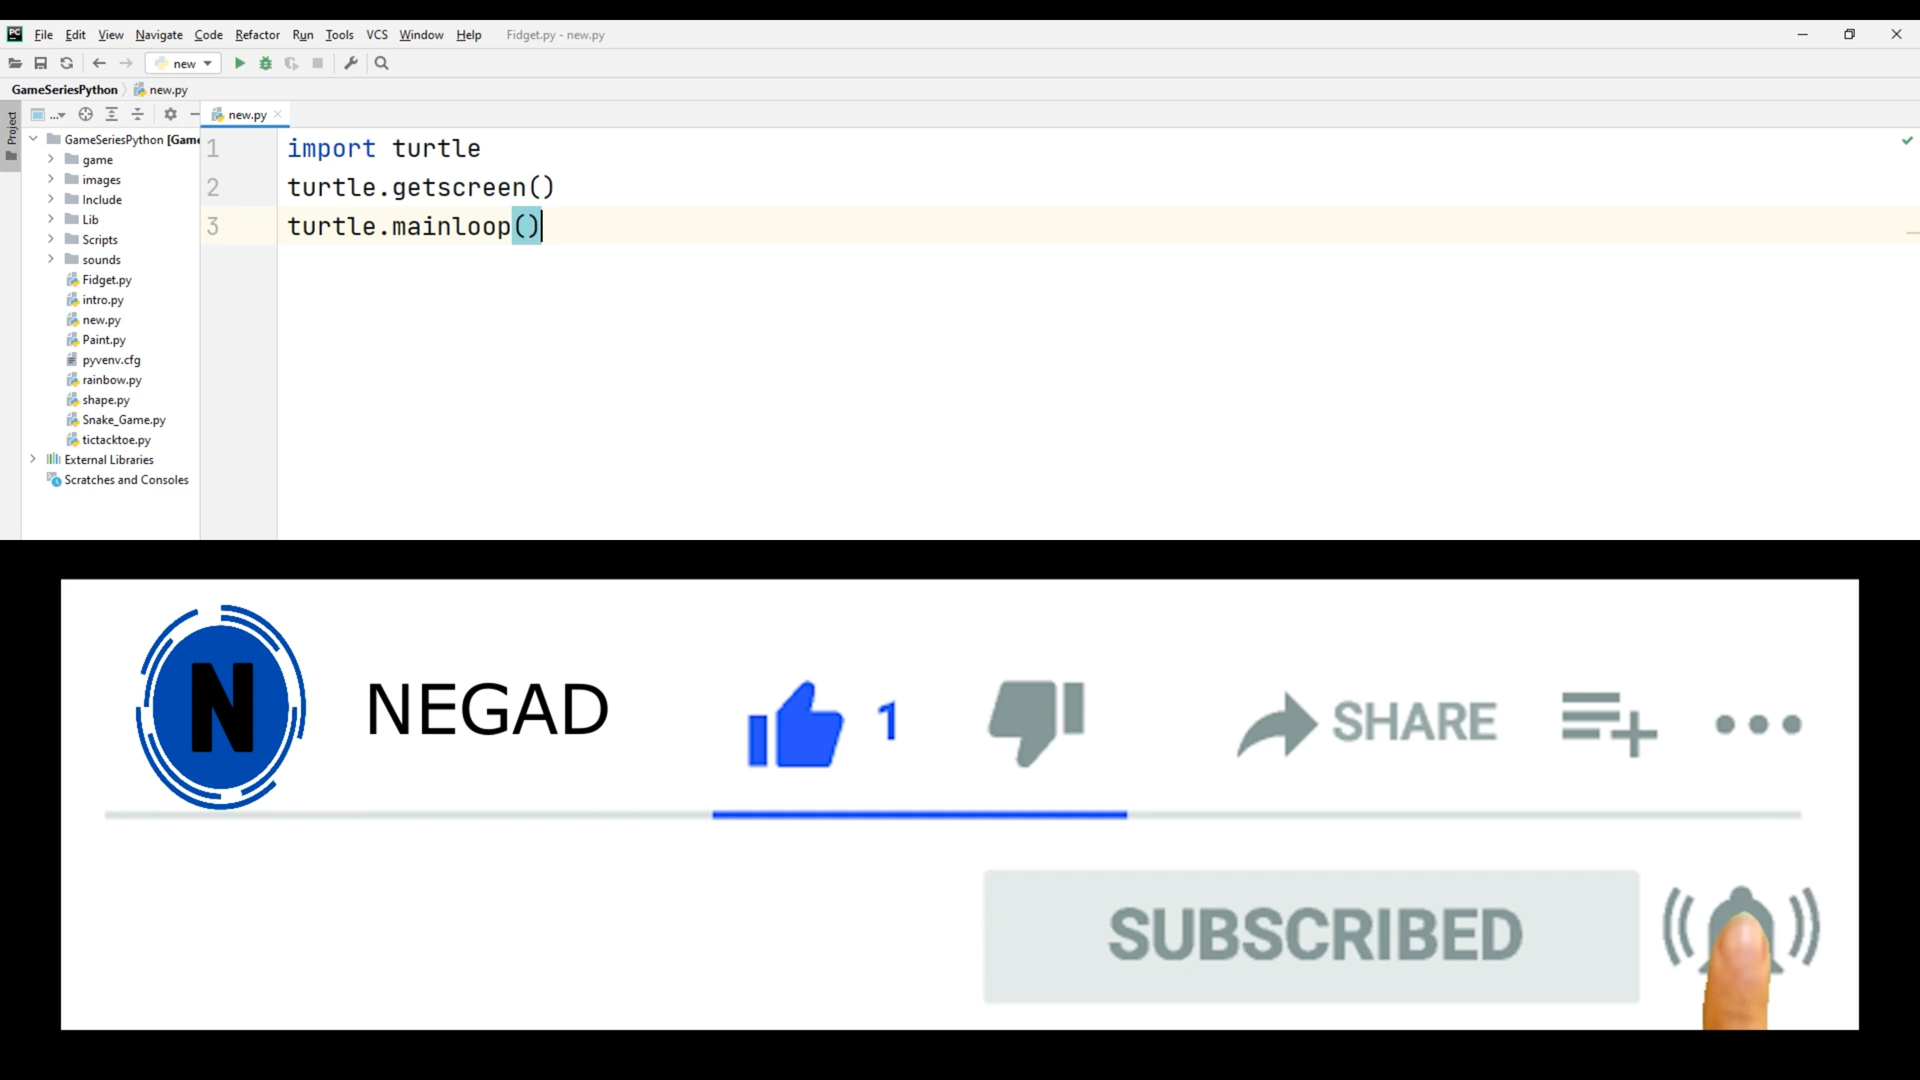 PC File Edit View Navigate Code Refactor Run Tools VCS Window Help Fidget.py - new.py
new
GameSeriesPython new.py
Project
... new.py
GameSeriesPython [Game
game
images
Include
Lib
Scripts
sounds
Fidget.py
intro.py
new.py
Paint.py
pyvenv.cfg
rainbow.py
shape.py
Snake_Game.py
tictacktoe.py
External Libraries
Scratches and Consoles
1 import turtle
2 turtle.getscreen()
3 turtle.mainloop()
N NEGAD 1 SHARE
SUBSCRIBED